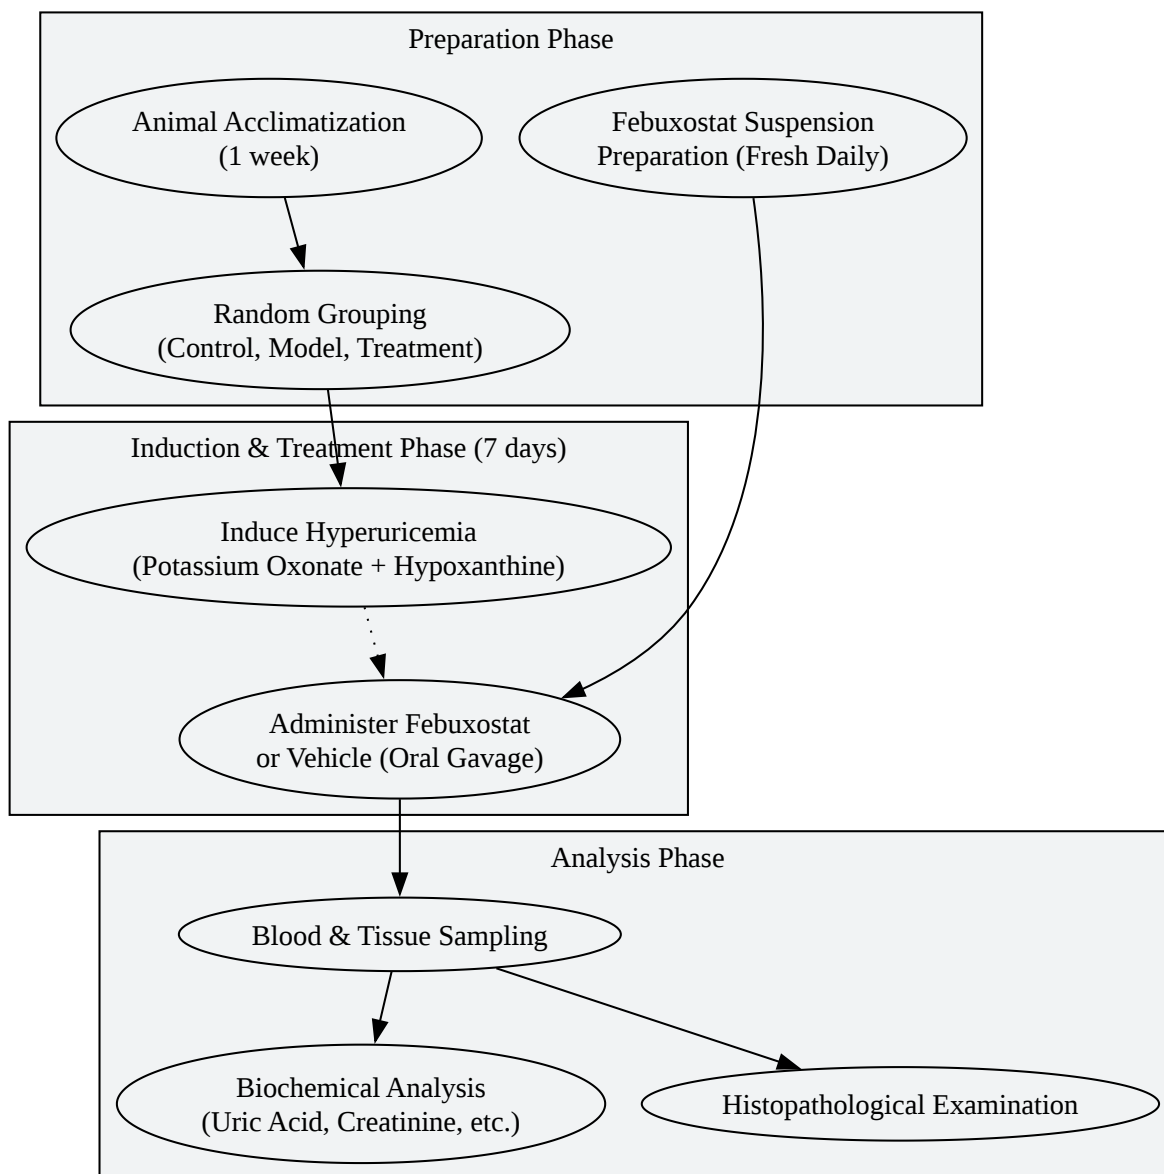 Preparation Phase
Animal Acclimatization
(1 week)
Febuxostat Suspension
Preparation (Fresh Daily)
Random Grouping
(Control, Model, Treatment)
Induction & Treatment Phase (7 days)
Induce Hyperuricemia
(Potassium Oxonate + Hypoxanthine)
Administer Febuxostat
or Vehicle (Oral Gavage)
Analysis Phase
Blood & Tissue Sampling
Biochemical Analysis
(Uric Acid, Creatinine, etc.)
Histopathological Examination